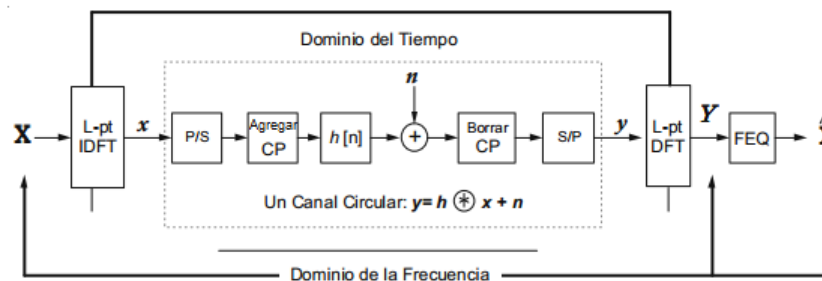 Dominio del Tiempo
n
X
L-pt
IDFT
x
P/S
Agregar
CP
h [n]
+
Borrar
CP
S/P
y
L-pt
DFT
Y
FEQ
Un Canal Circular: y= h ⊛ x + n
Dominio de la Frecuencia